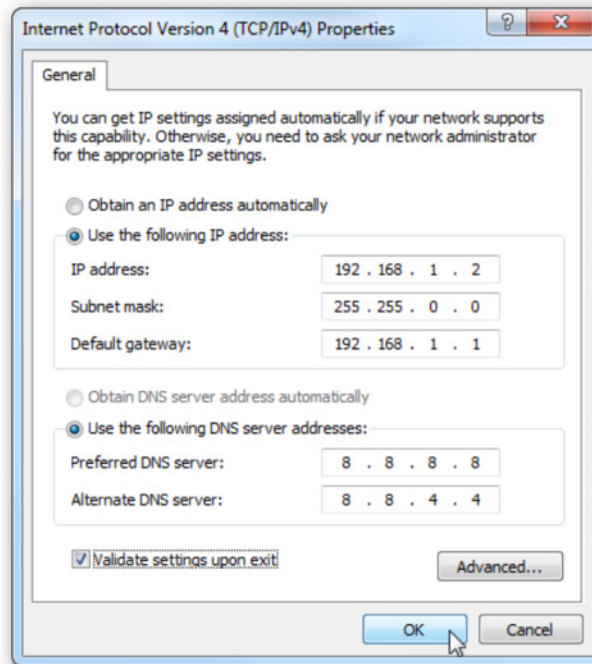 Internet Protocol Version 4 (TCP/IPv4) Properties
General
You can get IP settings assigned automatically if your network supports
this capability. Otherwise, you need to ask your network administrator
for the appropriate IP settings.
Obtain an IP address automatically
Use the following IP address:
IP address: 192 . 168 . 1 . 2
Subnet mask: 255 . 255 . 0 . 0
Default gateway: 192 . 168 . 1 . 1
Obtain DNS server address automatically
Use the following DNS server addresses:
Preferred DNS server: 8 . 8 . 8 . 8
Alternate DNS server: 8 . 8 . 4 . 4
Validate settings upon exit
Advanced...
OK Cancel